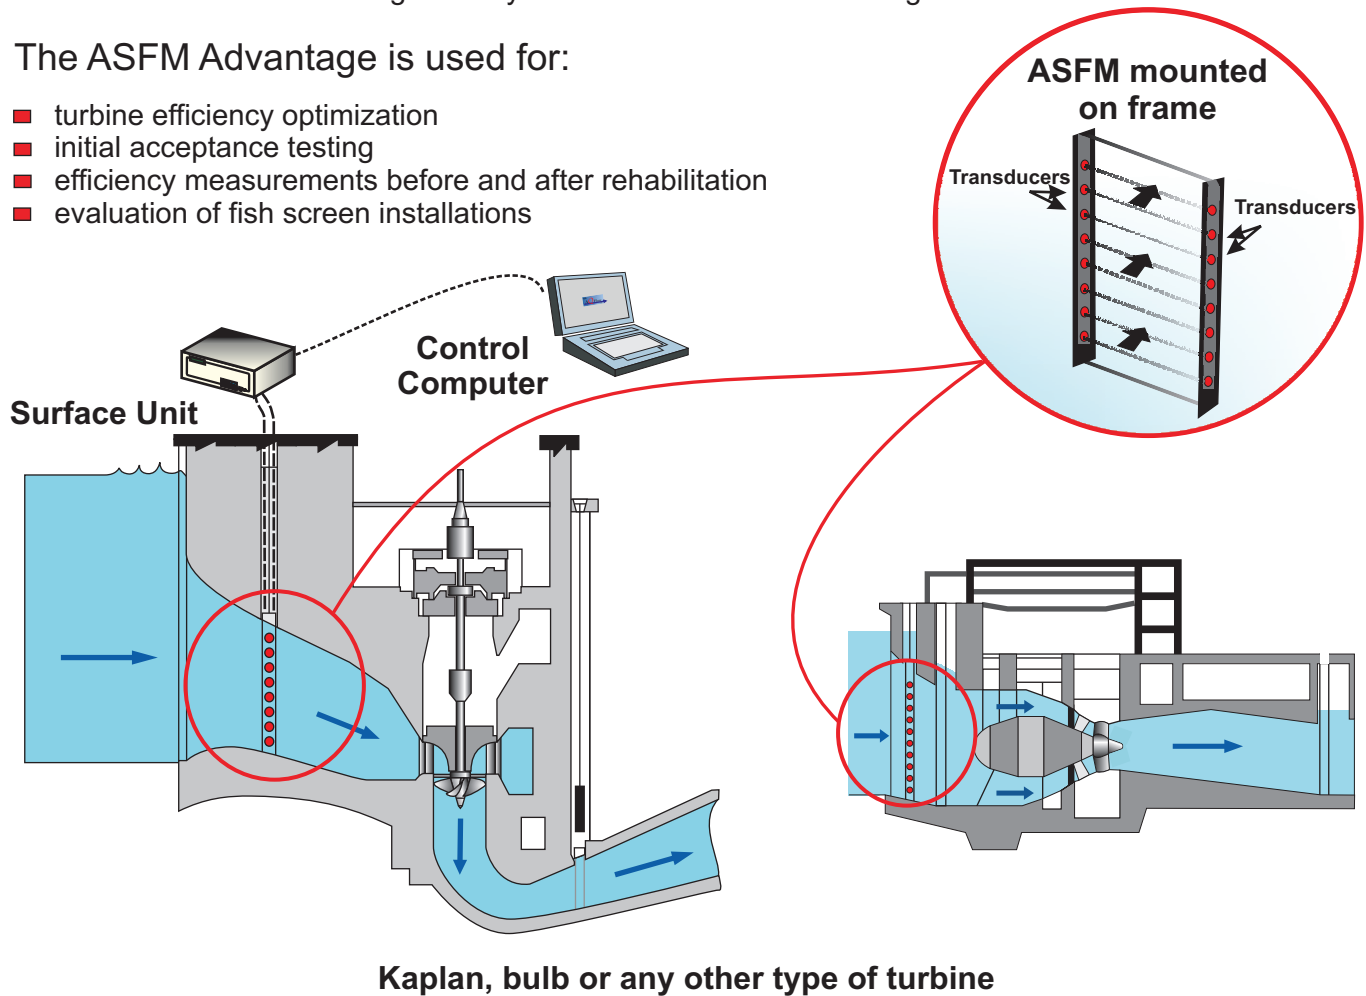 The ASFM Advantage is used for:
turbine efficiency optimization
initial acceptance testing
efficiency measurements before and after rehabilitation
evaluation of fish screen installations
ASFM mounted
on frame
Transducers
Transducers
Control
Computer
Surface Unit
Kaplan, bulb or any other type of turbine